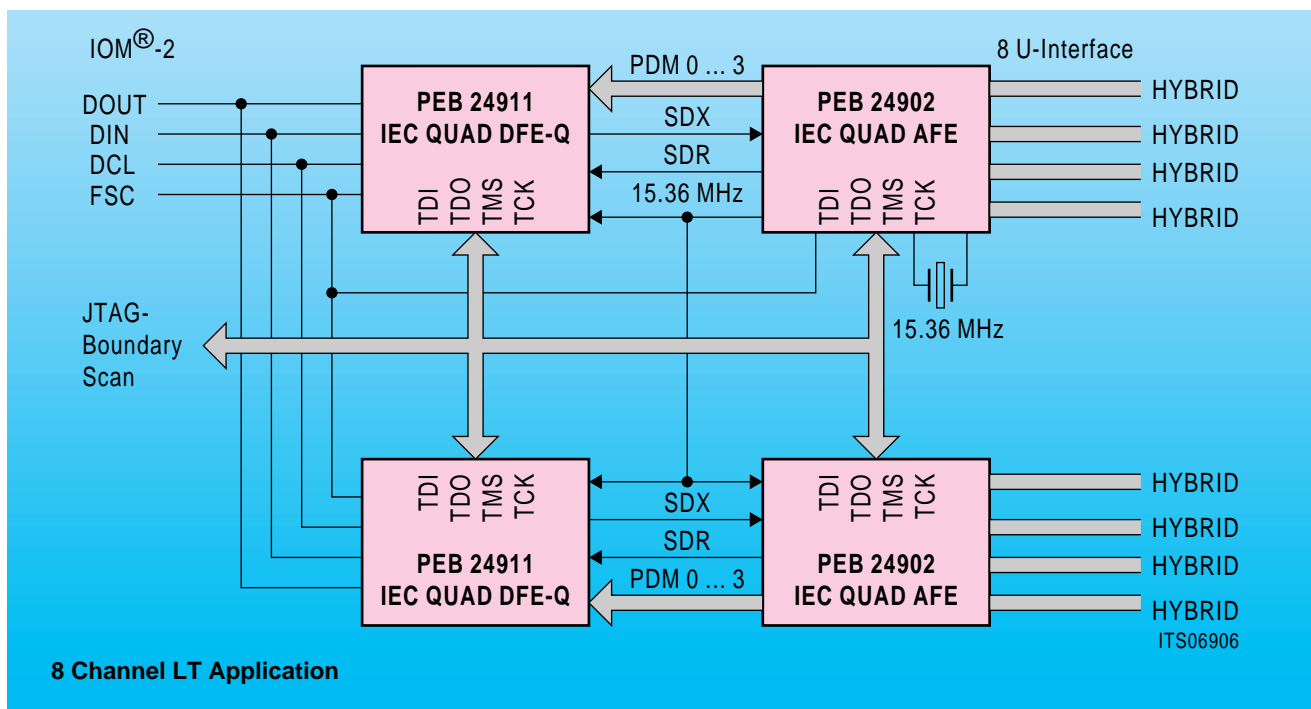 IOM®-2
8 U-Interface
DOUT
DIN
DCL
FSC
PEB 24911
IEC QUAD DFE-Q
TDI
TDO
TMS
TCK
PDM 0 ... 3
SDX
SDR
15.36 MHz
PEB 24902
IEC QUAD AFE
TDI
TDO
TMS
TCK
HYBRID
HYBRID
HYBRID
HYBRID
15.36 MHz
JTAG-
Boundary
Scan
TDI
TDO
TMS
TCK
PEB 24911
IEC QUAD DFE-Q
SDX
SDR
PDM 0 ... 3
TDI
TDO
TMS
TCK
PEB 24902
IEC QUAD AFE
HYBRID
HYBRID
HYBRID
HYBRID
ITS06906
8 Channel LT Application